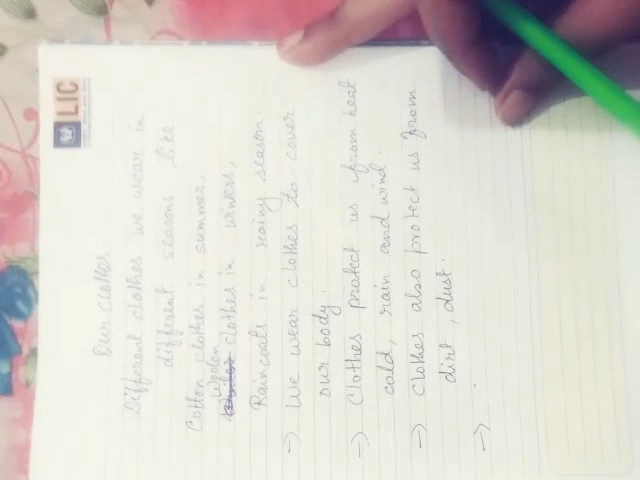 LIC
Our Clothes
Different clothes we wear in
different seasons like
Cotton clothes in summer.
Woolen clothes in winters,
Raincoats in rainy season.
→ We wear clothes to cover
our body.
→ Clothes protect us from heat
cold, rain and wind.
→ Clothes also protect us from
dirt, dust.
→